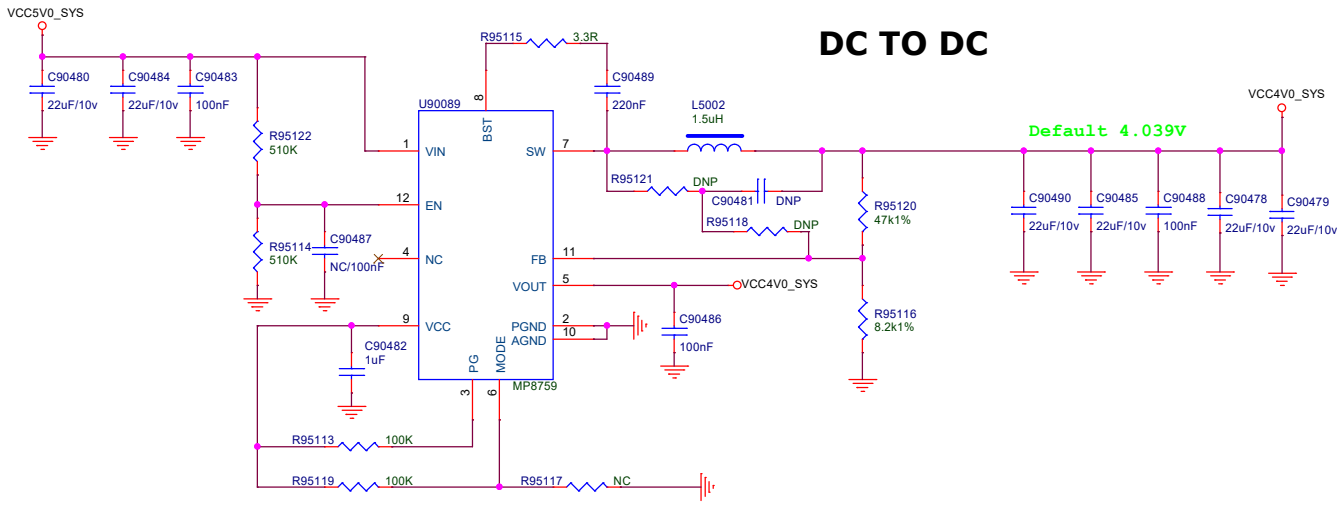 VCC5V0_SYS
DC TO DC
R95115
3.3R
C90480
22uF/10v
C90484
22uF/10v
C90483
100nF
C90489
220nF
U90089
8
BST
L5002
1.5uH
VCC4V0_SYS
Default 4.039V
R95122
510K
1
VIN
SW
7
R95121
DNP
C90481
DNP
12
EN
R95118
DNP
R95120
47k1%
C90490
22uF/10v
C90485
22uF/10v
C90488
100nF
C90478
22uF/10v
C90479
22uF/10v
R95114
510K
C90487
NC/100nF
4
NC
FB
11
VOUT
5
VCC4V0_SYS
9
VCC
PGND
2
AGND
10
C90486
100nF
R95116
8.2k1%
C90482
1uF
PG
MODE
MP8759
3
6
R95113
100K
R95119
100K
R95117
NC